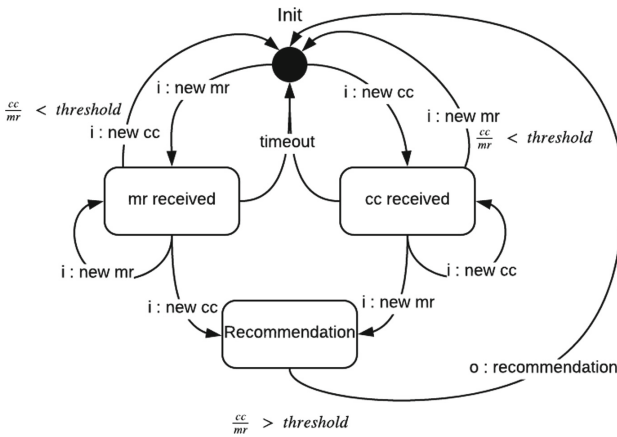 Init
i : new mr
i : new cc
cc/mr < threshold
i : new cc
i : new mr
cc/mr < threshold
timeout
mr received
cc received
i : new mr
i : new cc
i : new cc
i : new mr
Recommendation
o : recommendation
cc/mr > threshold